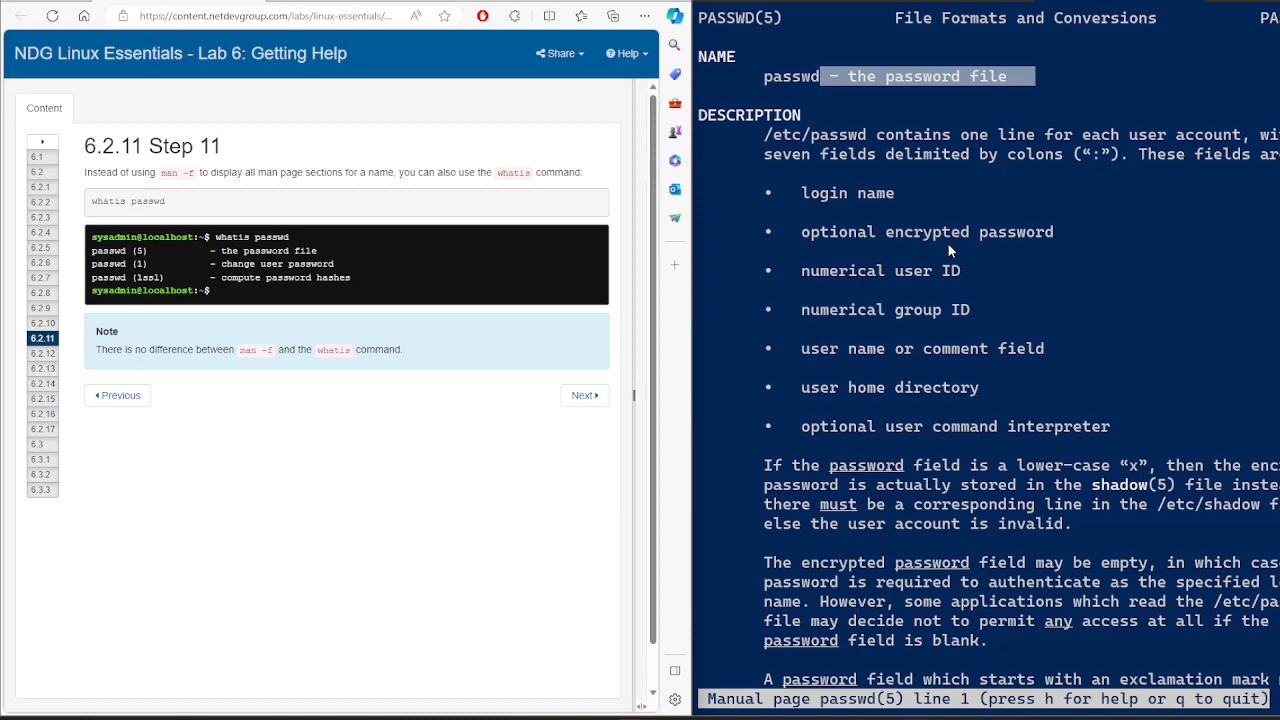 https://content.netdevgroup.com/labs/linux-essentials/...
NDG Linux Essentials - Lab 6: Getting Help
Share
Help
Content
6.1
6.2
6.2.1
6.2.2
6.2.3
6.2.4
6.2.5
6.2.6
6.2.7
6.2.8
6.2.9
6.2.10
6.2.11
6.2.12
6.2.13
6.2.14
6.2.15
6.2.16
6.2.17
6.3
6.3.1
6.3.2
6.3.3
6.2.11 Step 11
Instead of using man -f to display all man page sections for a name, you can also use the whatis command:
whatis passwd
sysadmin@localhost:~$ whatis passwd
passwd (5) - the password file
passwd (1) - change user password
passwd (1ssl) - compute password hashes
sysadmin@localhost:~$
Note
There is no difference between man -f and the whatis command.
Previous
Next
PASSWD(5) File Formats and Conversions PA
NAME
passwd - the password file
DESCRIPTION
/etc/passwd contains one line for each user account, wi
seven fields delimited by colons (“:”). These fields are
• login name
• optional encrypted password
• numerical user ID
• numerical group ID
• user name or comment field
• user home directory
• optional user command interpreter
If the password field is a lower-case “x”, then the enc
password is actually stored in the shadow(5) file inste
there must be a corresponding line in the /etc/shadow f
else the user account is invalid.
The encrypted password field may be empty, in which cas
password is required to authenticate as the specified l
name. However, some applications which read the /etc/pa
file may decide not to permit any access at all if the
password field is blank.
A password field which starts with an exclamation mark
Manual page passwd(5) line 1 (press h for help or q to quit)